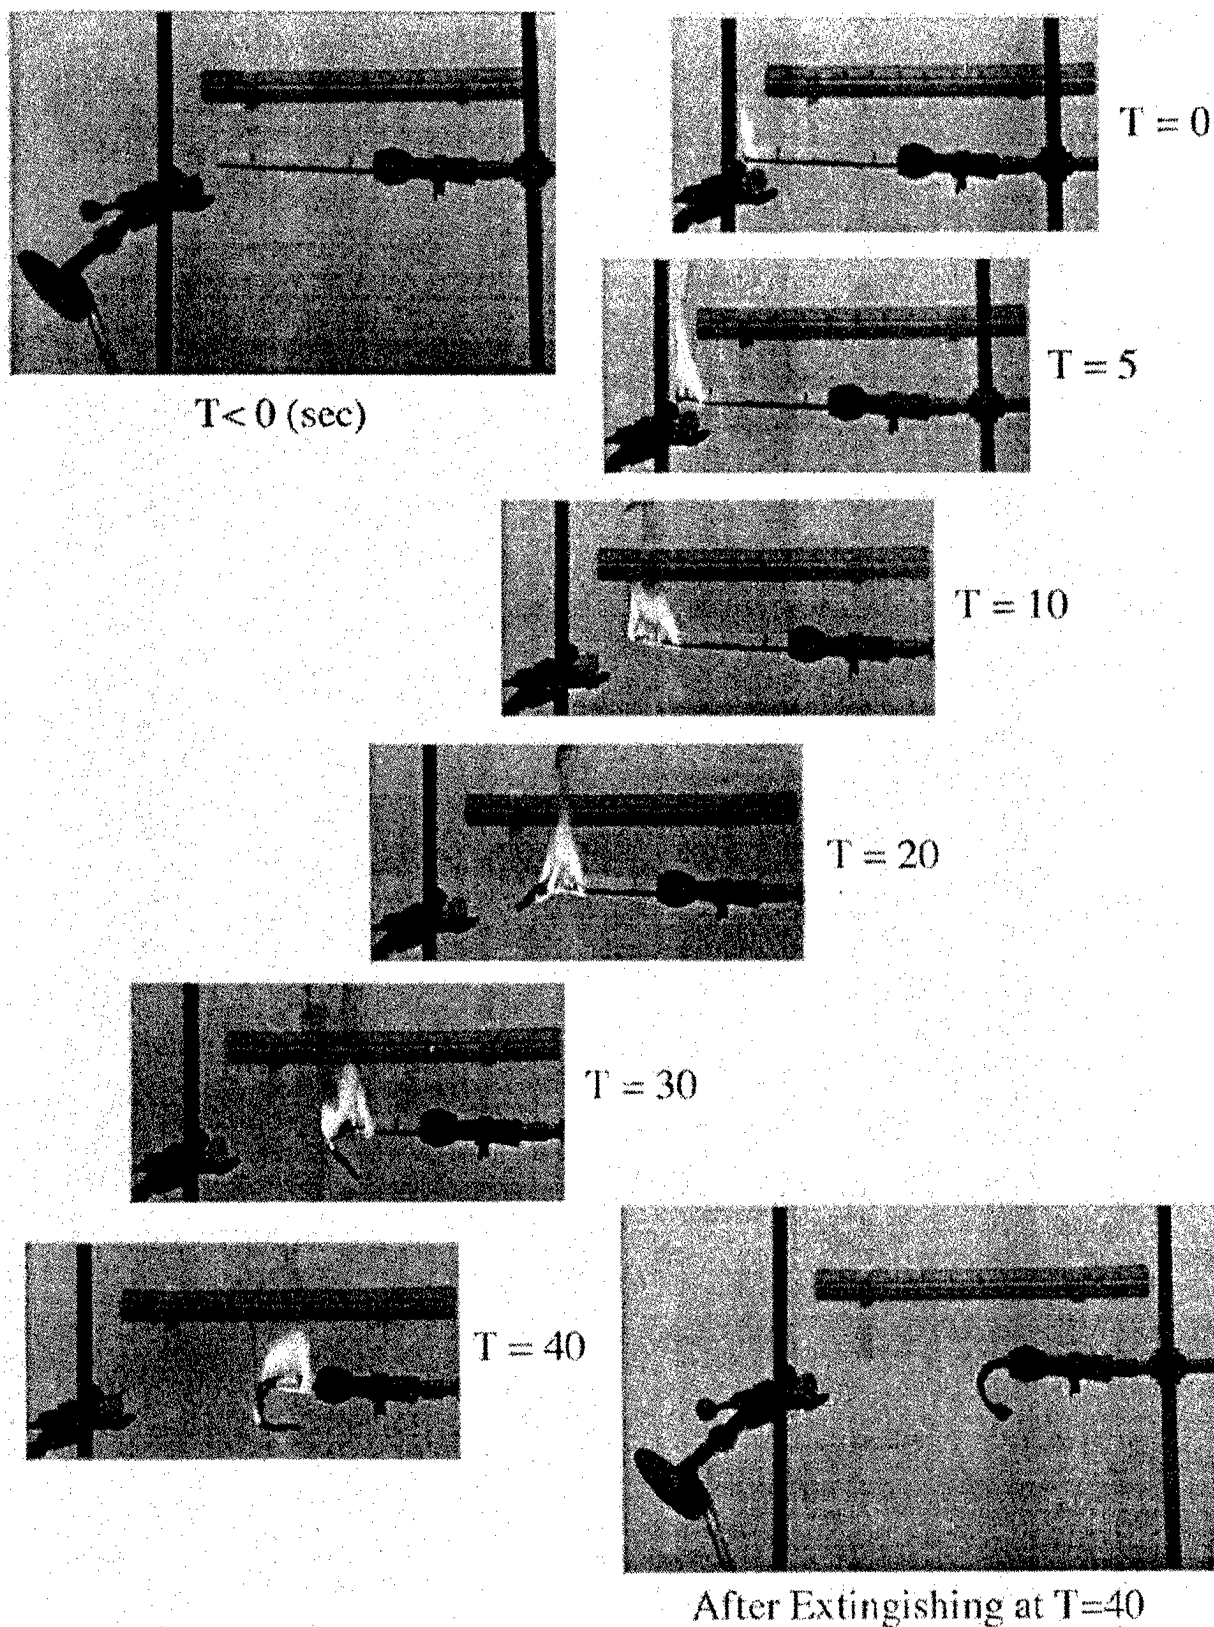 T = 0
T< 0 (sec)
T = 5
T = 10
T = 20
T = 30
T = 40
After Extingishing at T=40